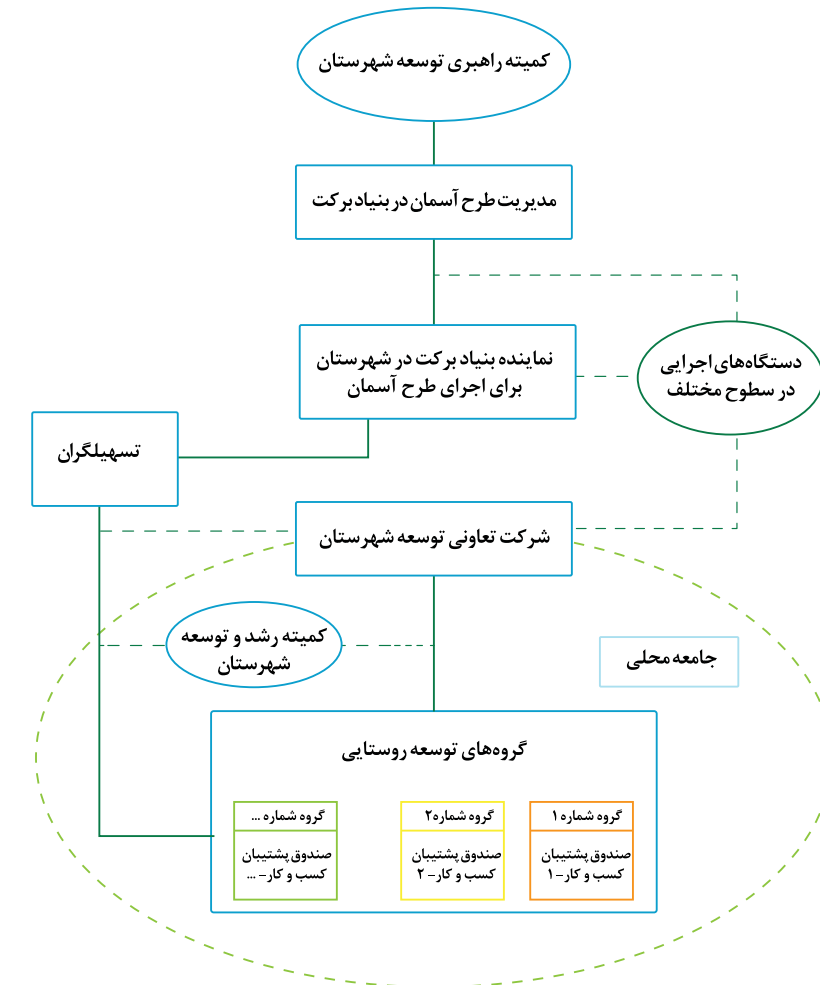 کمیته راهبری توسعه شهرستان
مدیریت طرح آسمان در بنیاد برکت
نماینده بنیاد برکت در شهرستان
برای اجرای طرح آسمان
دستگاه‌های اجرایی
در سطوح مختلف
تسهیلگران
شرکت تعاونی توسعه شهرستان
کمیته رشد و توسعه
شهرستان
جامعه محلی
گروه‌های توسعه روستایی
گروه شماره ۱
صندوق پشتیبان
کسب و کار– ۱
گروه شماره ۲
صندوق پشتیبان
کسب و کار– ۲
گروه شماره ...
صندوق پشتیبان
کسب و کار– ...